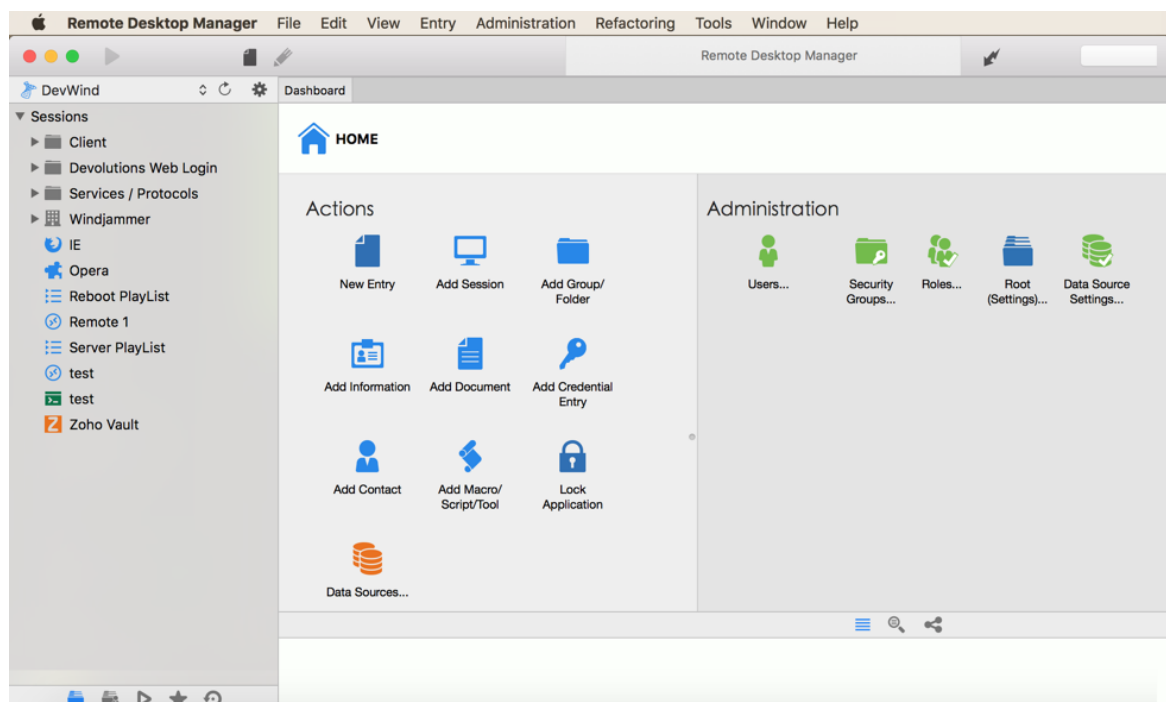 Remote Desktop Manager File Edit View Entry Administration Refactoring Tools Window Help
Remote Desktop Manager
DevWind
Dashboard
Sessions
Client
Devolutions Web Login
Services / Protocols
Windjammer
IE
Opera
Reboot PlayList
Remote 1
Server PlayList
test
test
Zoho Vault
HOME
Actions
New Entry
Add Session
Add Group/
Folder
Add Information
Add Document
Add Credential
Entry
Add Contact
Add Macro/
Script/Tool
Lock
Application
Data Sources...
Administration
Users...
Security
Groups...
Roles...
Root
(Settings)...
Data Source
Settings...